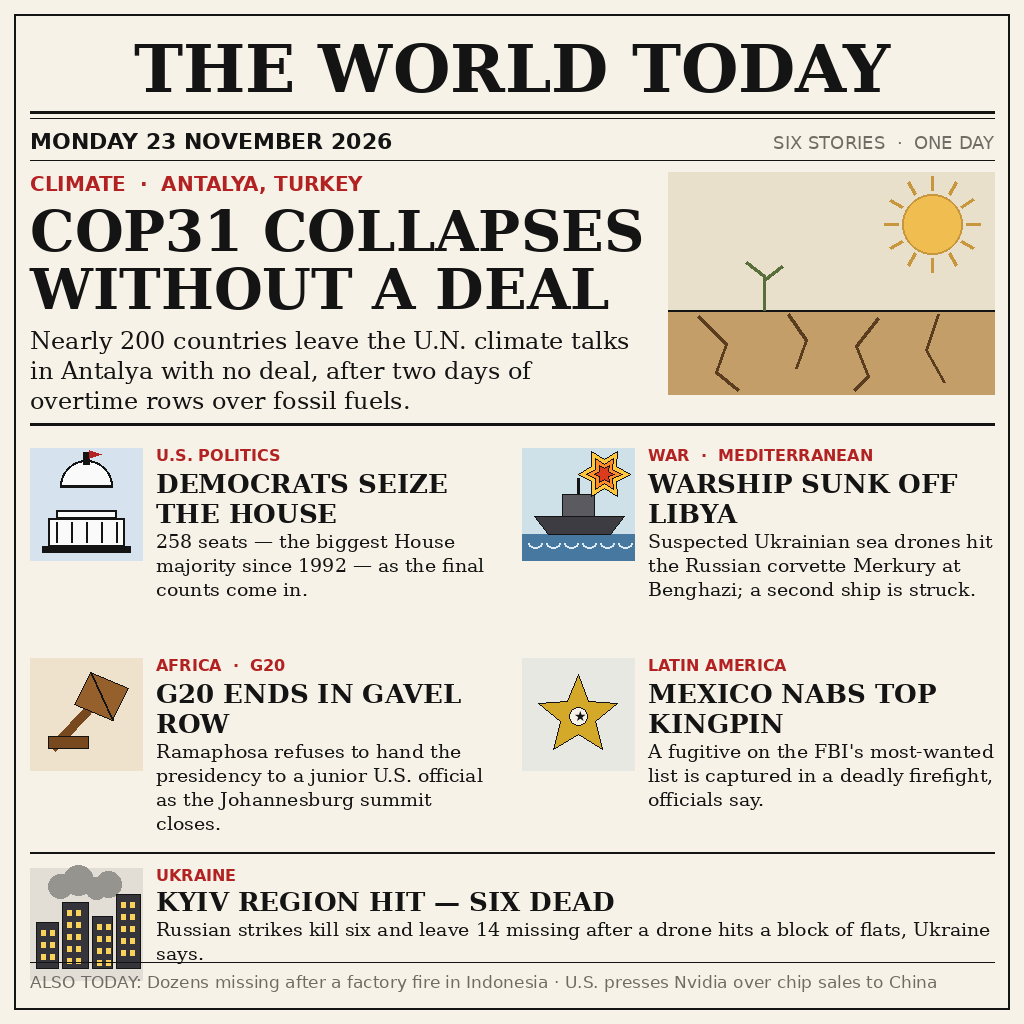 THE WORLD TODAY
MONDAY 23 NOVEMBER 2026
SIX STORIES · ONE DAY
CLIMATE · ANTALYA, TURKEY
COP31 COLLAPSES
WITHOUT A DEAL
Nearly 200 countries leave the U.N. climate talks
in Antalya with no deal, after two days of
overtime rows over fossil fuels.
U.S. POLITICS
DEMOCRATS SEIZE
THE HOUSE
258 seats — the biggest House
majority since 1992 — as the final
counts come in.
WAR · MEDITERRANEAN
WARSHIP SUNK OFF
LIBYA
Suspected Ukrainian sea drones hit
the Russian corvette Merkury at
Benghazi; a second ship is struck.
AFRICA · G20
G20 ENDS IN GAVEL
ROW
Ramaphosa refuses to hand the
presidency to a junior U.S. official
as the Johannesburg summit
closes.
LATIN AMERICA
MEXICO NABS TOP
KINGPIN
A fugitive on the FBI's most-wanted
list is captured in a deadly firefight,
officials say.
UKRAINE
KYIV REGION HIT — SIX DEAD
Russian strikes kill six and leave 14 missing after a drone hits a block of flats, Ukraine
says.
ALSO TODAY: Dozens missing after a factory fire in Indonesia · U.S. presses Nvidia over chip sales to China